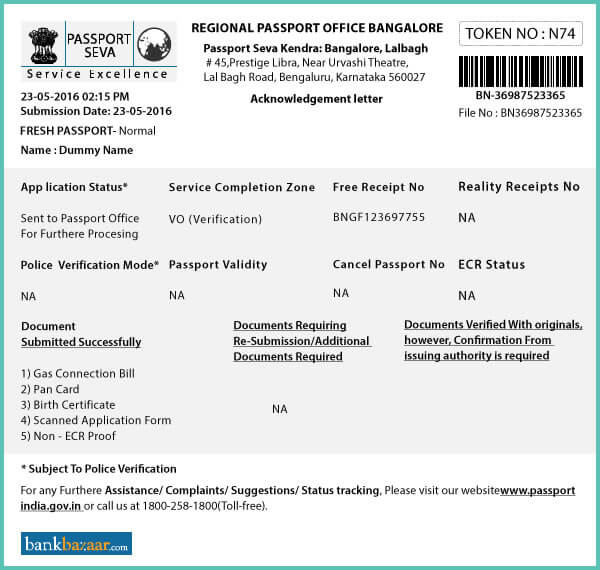 PASSPORT
SEVA
Service Excellence
REGIONAL PASSPORT OFFICE BANGALORE
Passport Seva Kendra: Bangalore, Lalbagh
# 45,Prestige Libra, Near Urvashi Theatre,
Lal Bagh Road, Bengaluru, Karnataka 560027
Acknowledgement letter
TOKEN NO : N74
BN-36987523365
File No : BN36987523365
23-05-2016 02:15 PM
Submission Date: 23-05-2016
FRESH PASSPORT- Normal
Name : Dummy Name
App lication Status*
Service Completion Zone
Free Receipt No
Reality Receipts No
Sent to Passport Office
For Furthere Procesing
VO (Verification)
BNGF123697755
NA
Police Verification Mode*
Passport Validity
Cancel Passport No
ECR Status
NA
NA
NA
NA
Document
Submitted Successfully
Documents Requiring
Re-Submission/Additional
Documents Required
Documents Verified With originals,
however, Confirmation From
issuing authority is required
1) Gas Connection Bill
2) Pan Card
3) Birth Certificate
4) Scanned Application Form
5) Non - ECR Proof
NA
* Subject To Police Verification
For any Furthere Assistance/ Complaints/ Suggestions/ Status tracking, Please visit our websitewww.passport
india.gov.in or call us at 1800-258-1800(Toll-free).
bankbazaar.com